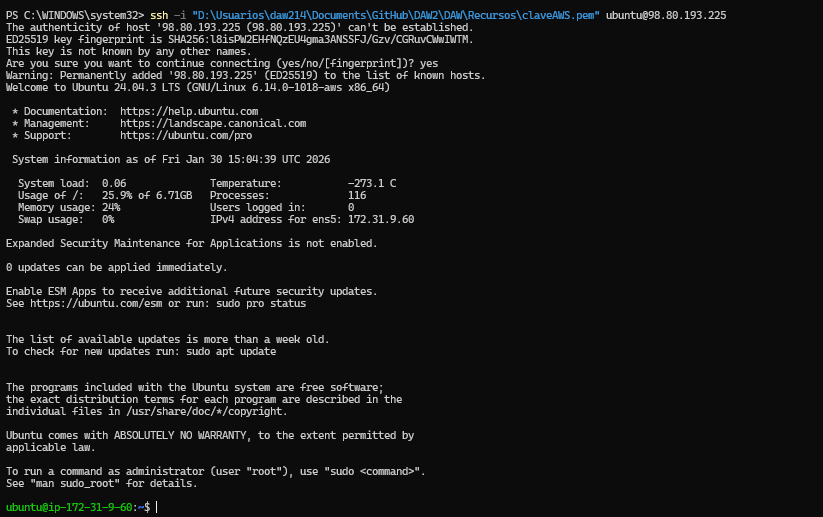 PS C:\WINDOWS\system32> ssh -i "D:\Usuarios\daw214\Documents\GitHub\DAW2\DAW\Recursos\claveAWS.pem" ubuntu@98.80.193.225
The authenticity of host '98.80.193.225 (98.80.193.225)' can't be established.
ED25519 key fingerprint is
This key is not known by any other names.
Are you sure you want to continue connecting (yes/no/[fingerprint])? yes
Warning: Permanently added '98.80.193.225' (ED25519) to the list of known hosts.
Welcome to Ubuntu 24.04.3 LTS (GNU/Linux 6.14.0-1018-aws x86_64)
* Documentation:  https://help.ubuntu.com
* Management:     https://landscape.canonical.com
* Support:        https://ubuntu.com/pro
System information as of Fri Jan 30 15:04:39 UTC 2026
System load:  0.06              Temperature:           -273.1 C
Usage of /:   25.9% of 6.71GB   Processes:             116
Memory usage: 24%               Users logged in:       0
Swap usage:   0%                IPv4 address for ens5: 172.31.9.60
Expanded Security Maintenance for Applications is not enabled.
0 updates can be applied immediately.
Enable ESM Apps to receive additional future security updates.
See https://ubuntu.com/esm or run: sudo pro status
The list of available updates is more than a week old.
To check for new updates run: sudo apt update
The programs included with the Ubuntu system are free software;
the exact distribution terms for each program are described in the
individual files in /usr/share/doc/*/copyright.
Ubuntu comes with ABSOLUTELY NO WARRANTY, to the extent permitted by
applicable law.
To run a command as administrator (user "root"), use "sudo <command>".
See "man sudo_root" for details.
ubuntu@ip-172-31-9-60:~$